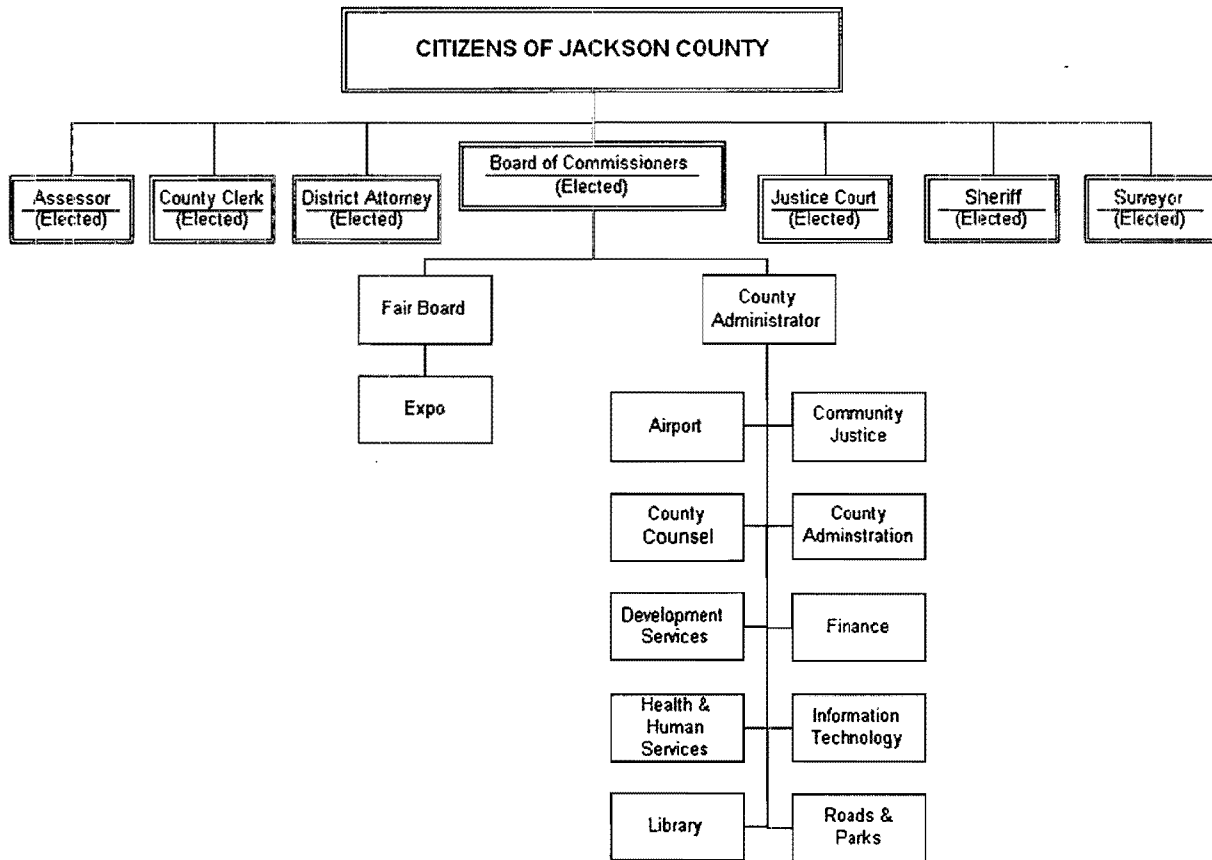 CITIZENS OF JACKSON COUNTY
Assessor
(Elected)
County Clerk
(Elected)
District Attorney
(Elected)
Board of Commissioners
(Elected)
Justice Court
(Elected)
Sheriff
(Elected)
Surveyor
(Elected)
Fair Board
County
Administrator
Expo
Airport
Community
Justice
County
Counsel
County
Adminstration
Development
Services
Finance
Health &
Human
Services
Information
Technology
Library
Roads &
Parks